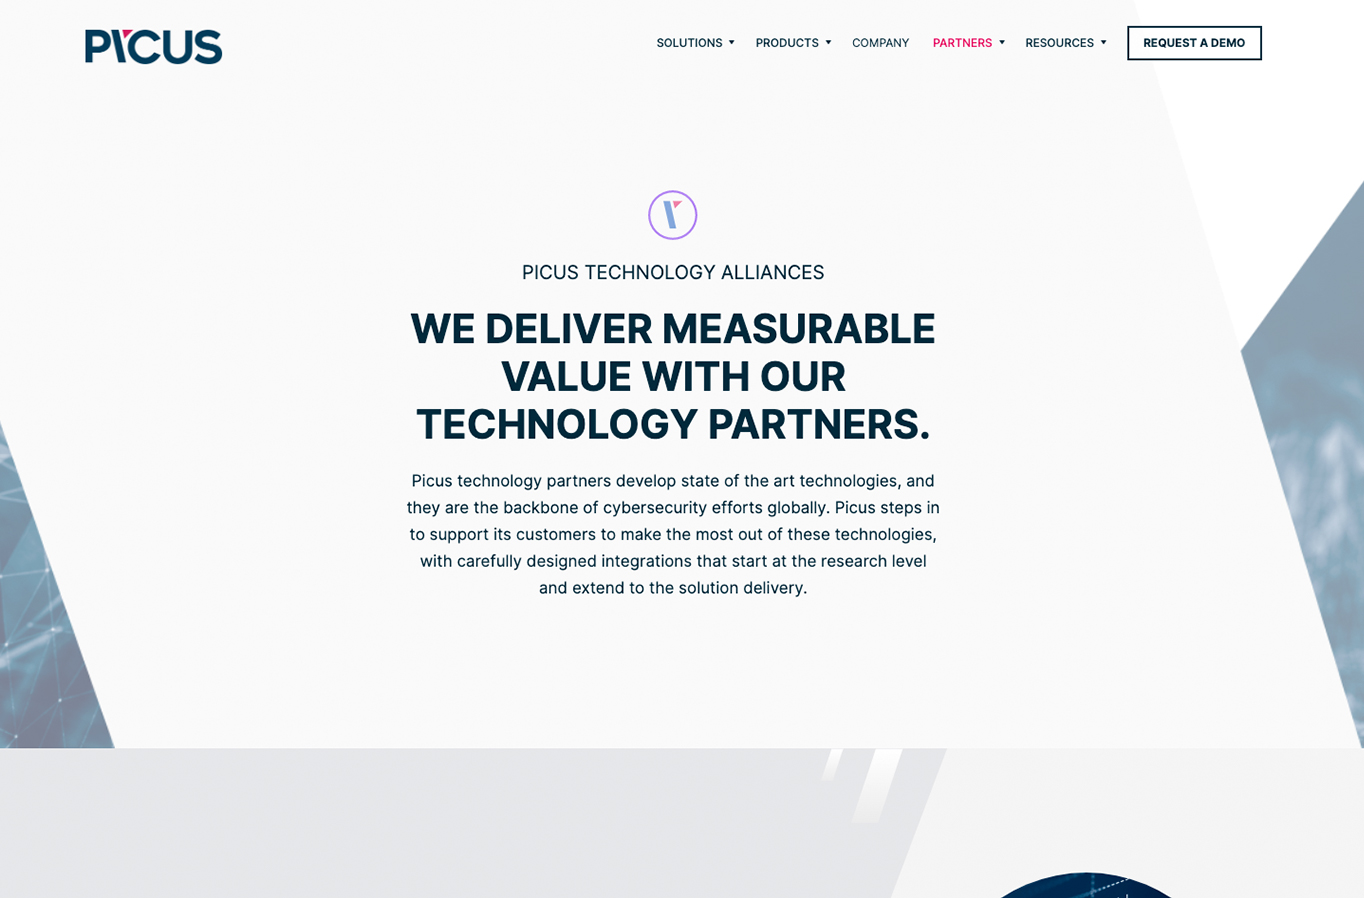 PICUS
SOLUTIONS
PRODUCTS
COMPANY
PARTNERS
RESOURCES
REQUEST A DEMO
PICUS TECHNOLOGY ALLIANCES
WE DELIVER MEASURABLE
VALUE WITH OUR
TECHNOLOGY PARTNERS.
Picus technology partners develop state of the art technologies, and
they are the backbone of cybersecurity efforts globally. Picus steps in
to support its customers to make the most out of these technologies,
with carefully designed integrations that start at the research level
and extend to the solution delivery.